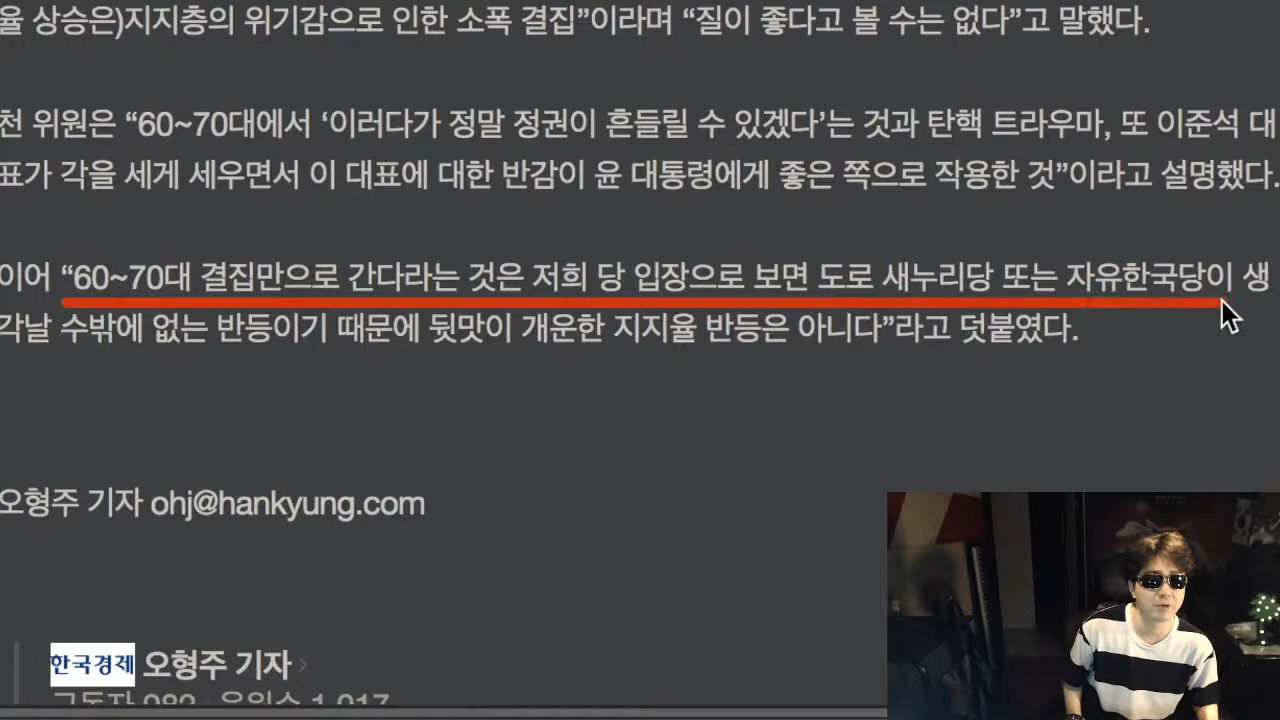 율 상승은)지지층의 위기감으로 인한 소폭 결집”이라며 “질이 좋다고 볼 수는 없다”고 말했다.
천 위원은 “60~70대에서 ‘이러다가 정말 정권이 흔들릴 수 있겠다’는 것과 탄핵 트라우마, 또 이준석 대
표가 각을 세게 세우면서 이 대표에 대한 반감이 윤 대통령에게 좋은 쪽으로 작용한 것”이라고 설명했다.
이어 “60~70대 결집만으로 간다라는 것은 저희 당 입장으로 보면 도로 새누리당 또는 자유한국당이 생
각날 수밖에 없는 반등이기 때문에 뒷맛이 개운한 지지율 반등은 아니다”라고 덧붙였다.
오형주 기자 ohj@hankyung.com
한국경제 오형주 기자
구독자 982 · 응원수 1,017